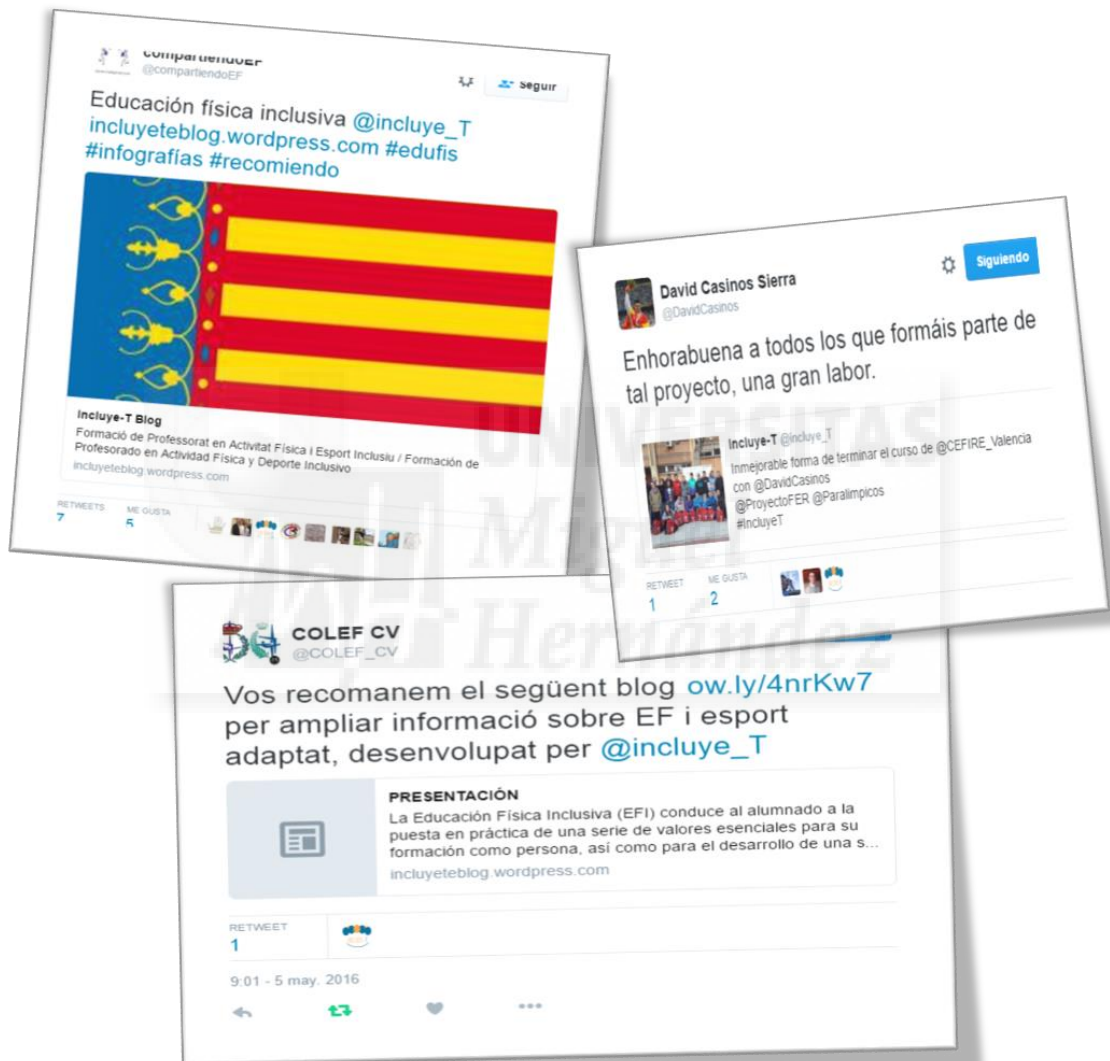 compartiendoEF
@compartiendoEF
Seguir
Educación física inclusiva @incluye_T
incluyeteblog.wordpress.com #edufis
#infografías #recomiendo
Incluye-T Blog
Formació de Professorat en Activitat Física i Esport Inclusiu / Formación de
Profesorado en Actividad Física y Deporte Inclusivo
incluyeteblog.wordpress.com
RETWEETS
7
ME GUSTA
5
David Casinos Sierra
@DavidCasinos
Siguiendo
Enhorabuena a todos los que formáis parte de
tal proyecto, una gran labor.
Incluye-T @incluye_T
Inmejorable forma de terminar el curso de @CEFIRE_Valencia
con @DavidCasinos
@ProyectoFER @Paralimpicos
#IncluyeT
RETWEET
1
ME GUSTA
2
UNIVERSITAS
Miguel
Hernández
COLEF CV
@COLEF_CV
Vos recomanem el següent blog ow.ly/4nrKw7
per ampliar informació sobre EF i esport
adaptat, desenvolupat per @incluye_T
PRESENTACIÓN
La Educación Física Inclusiva (EFI) conduce al alumnado a la
puesta en práctica de una serie de valores esenciales para su
formación como persona, así como para el desarrollo de una s...
incluyeteblog.wordpress.com
RETWEET
1
9:01 - 5 may. 2016